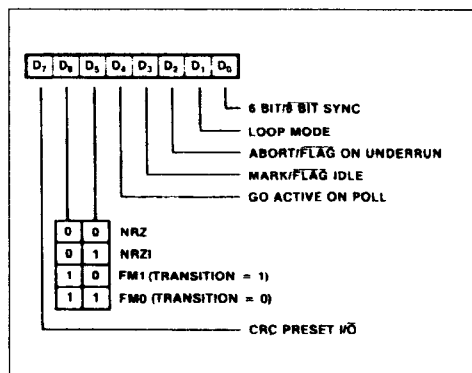 D7 D6 D5 D4 D3 D2 D1 D0
6 BIT/8 BIT SYNC
LOOP MODE
ABORT/FLAG ON UNDERRUN
MARK/FLAG IDLE
GO ACTIVE ON POLL
0 0 NRZ
0 1 NRZI
1 0 FM1 (TRANSITION = 1)
1 1 FM0 (TRANSITION = 0)
CRC PRESET I/O